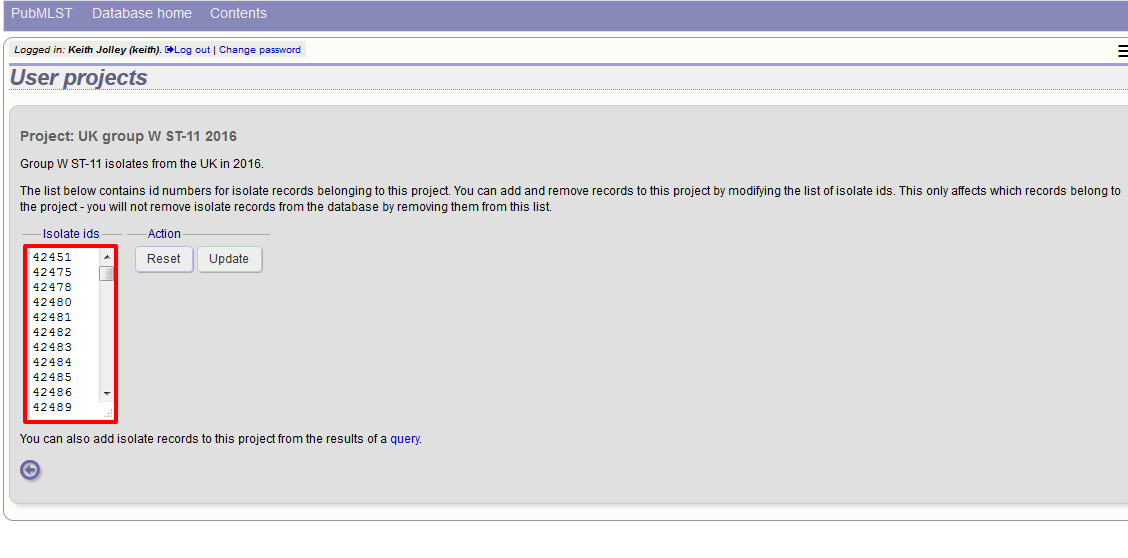 PubMLST Database home Contents
Logged in: Keith Jolley (keith). Log out | Change password
User projects
Project: UK group W ST-11 2016
Group W ST-11 isolates from the UK in 2016.
The list below contains id numbers for isolate records belonging to this project. You can add and remove records to this project by modifying the list of isolate ids. This only affects which records belong to
the project - you will not remove isolate records from the database by removing them from this list.
Isolate ids Action
Reset Update
42451
42475
42478
42480
42481
42482
42483
42484
42485
42486
42489
You can also add isolate records to this project from the results of a query.